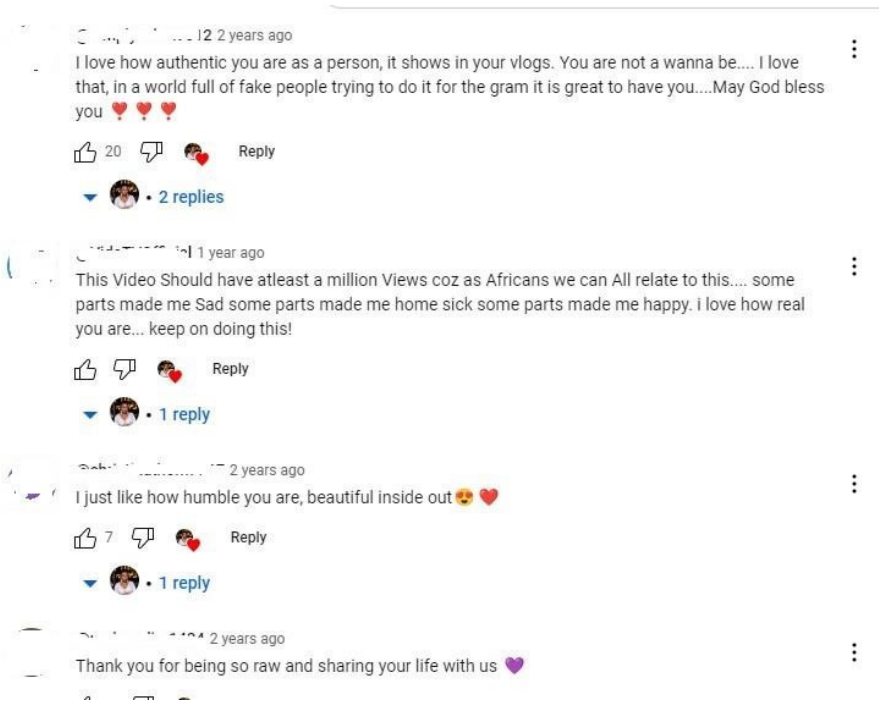 2 years ago
I love how authentic you are as a person, it shows in your vlogs. You are not a wanna be.... I love
that, in a world full of fake people trying to do it for the gram it is great to have you....May God bless
you ❣️ ❣️ ❣️
20 Reply
• 2 replies
1 year ago
This Video Should have atleast a million Views coz as Africans we can All relate to this.... some
parts made me Sad some parts made me home sick some parts made me happy. i love how real
you are... keep on doing this!
Reply
• 1 reply
2 years ago
I just like how humble you are, beautiful inside out😍 ❤️
7 Reply
• 1 reply
2 years ago
Thank you for being so raw and sharing your life with us 💜